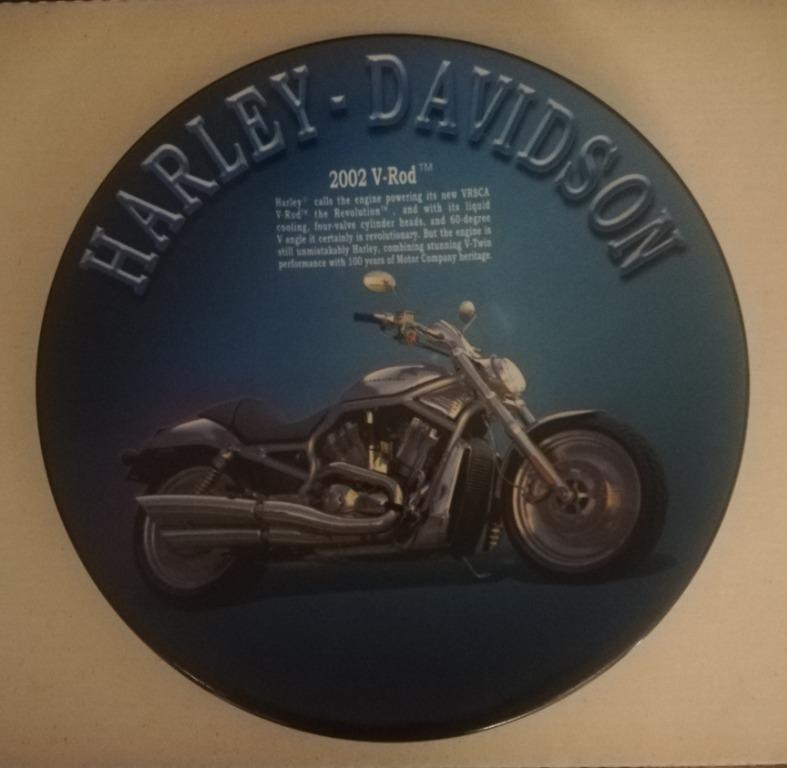 HARLEY-DAVIDSON
2002 V-Rod™
Harley® calls the engine powering its new VRSCA
V-Rod™ the Revolution™, and with its liquid
cooling, four-valve cylinder heads, and 60-degree
V angle it certainly is revolutionary. But the engine is
still unmistakably Harley, combining stunning V-Twin
performance with 100 years of Motor Company heritage.